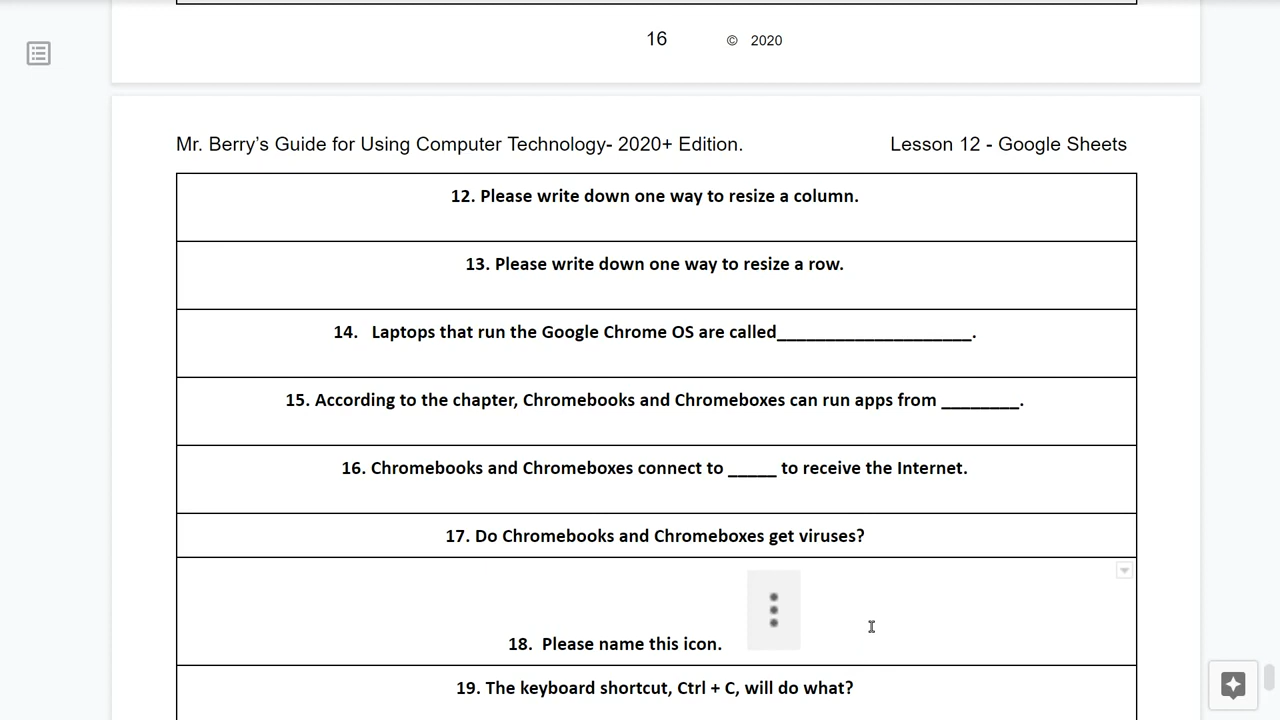 16 © 2020
Mr. Berry’s Guide for Using Computer Technology- 2020+ Edition. Lesson 12 - Google Sheets
12. Please write down one way to resize a column.
13. Please write down one way to resize a row.
14. Laptops that run the Google Chrome OS are called____________________.
15. According to the chapter, Chromebooks and Chromeboxes can run apps from ________.
16. Chromebooks and Chromeboxes connect to _____ to receive the Internet.
17. Do Chromebooks and Chromeboxes get viruses?
18. Please name this icon.
19. The keyboard shortcut, Ctrl + C, will do what?